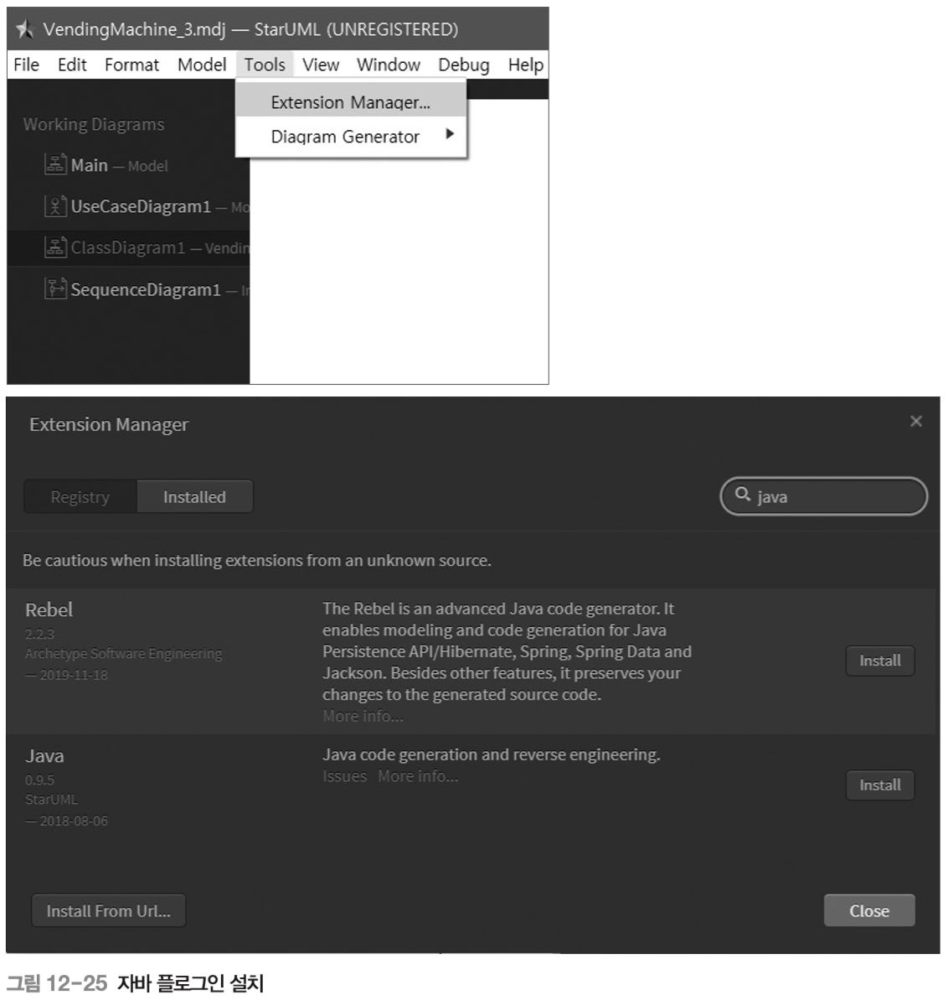 VendingMachine_3.mdj — StarUML (UNREGISTERED)
File Edit Format Model Tools View Window Debug Help
Extension Manager...
Diagram Generator
Working Diagrams
Main — Model
UseCaseDiagram1 — Mo
ClassDiagram1 — Vendin
SequenceDiagram1 — In
Extension Manager
Registry Installed
java
Be cautious when installing extensions from an unknown source.
Rebel
2.2.3
Archetype Software Engineering
— 2019-11-18
The Rebel is an advanced Java code generator. It
enables modeling and code generation for Java
Persistence API/Hibernate, Spring, Spring Data and
Jackson. Besides other features, it preserves your
changes to the generated source code.
More info...
Install
Java
0.9.5
StarUML
— 2018-08-06
Java code generation and reverse engineering.
Issues More info...
Install
Install From Url...
Close
그림 12-25 자바 플로그인 설치